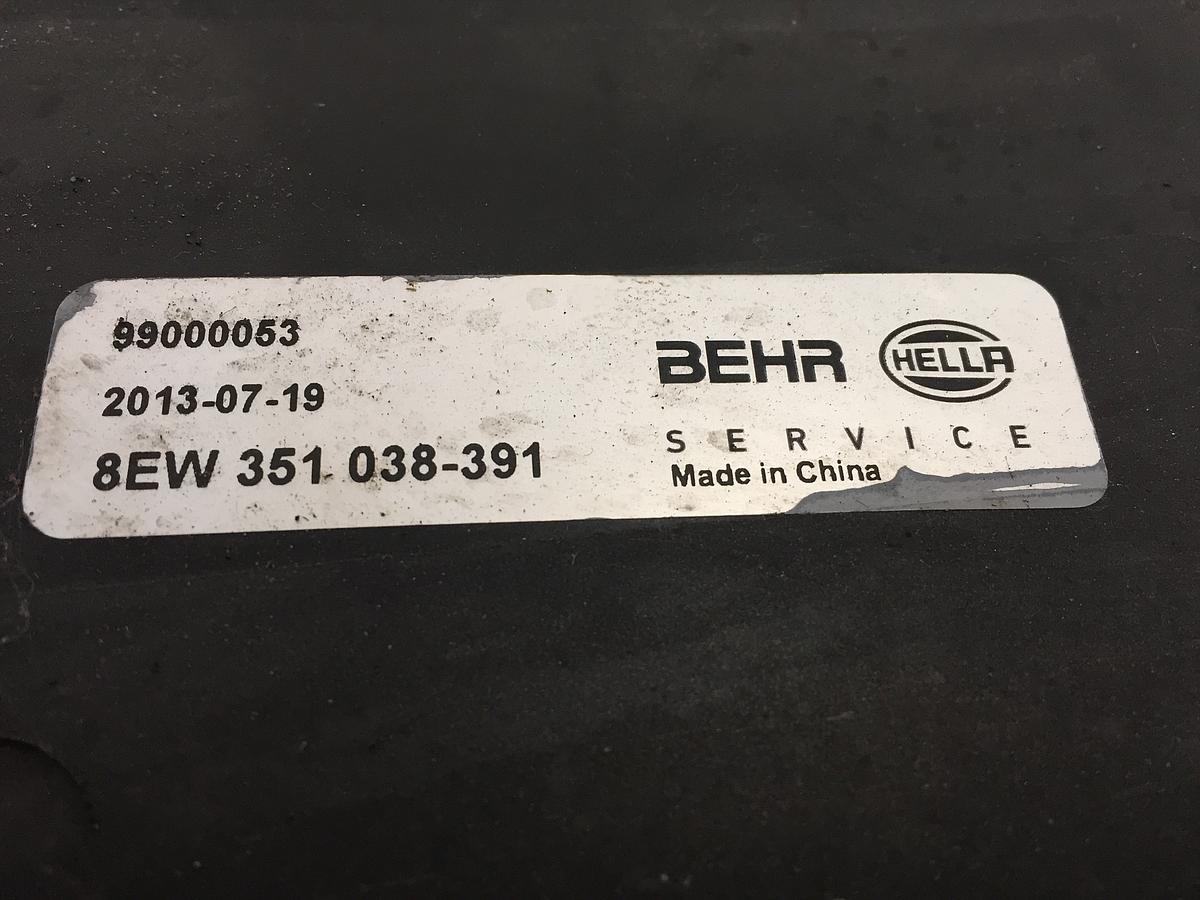 99000053
2013-07-19
8EW 351 038-391
BEHR HELLA
SERVICE
Made in China